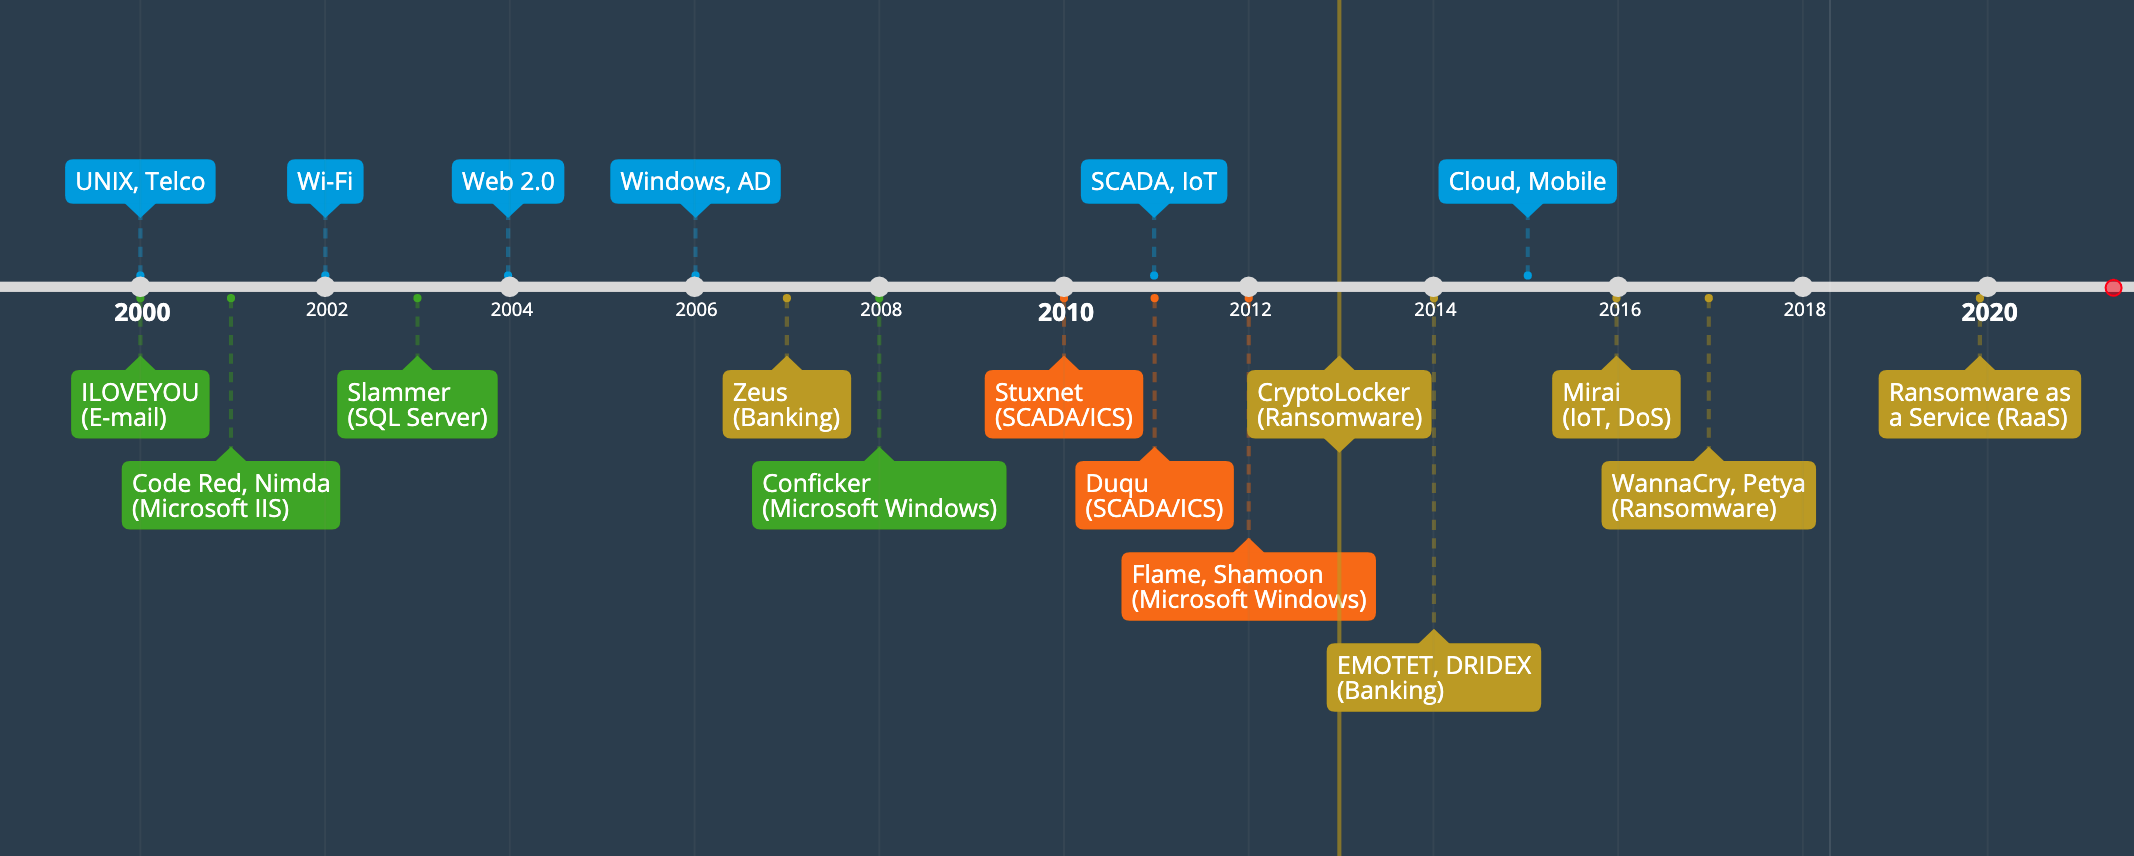 UNIX, Telco
Wi-Fi
Web 2.0
Windows, AD
SCADA, IoT
Cloud, Mobile
2000
2002
2004
2006
2008
2010
2012
2014
2016
2018
2020
ILOVEYOU
(E-mail)
Slammer
(SQL Server)
Zeus
(Banking)
Stuxnet
(SCADA/ICS)
CryptoLocker
(Ransomware)
Mirai
(IoT, DoS)
Ransomware as
a Service (RaaS)
Code Red, Nimda
(Microsoft IIS)
Conficker
(Microsoft Windows)
Duqu
(SCADA/ICS)
WannaCry, Petya
(Ransomware)
Flame, Shamoon
(Microsoft Windows)
EMOTET, DRIDEX
(Banking)